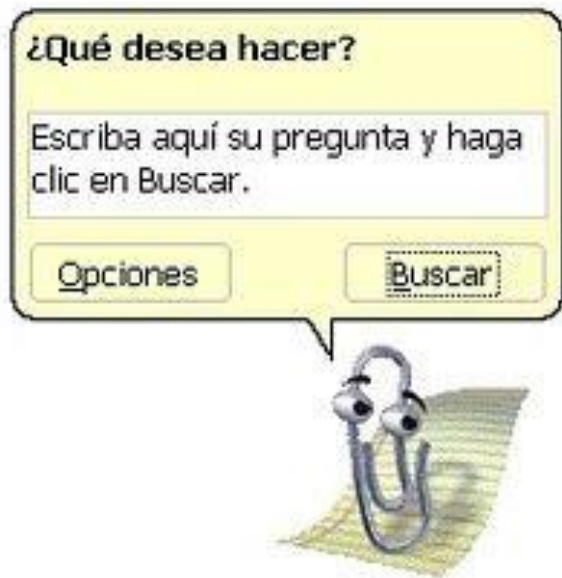 ¿Qué desea hacer?
Escriba aquí su pregunta y haga
clic en Buscar.
Opciones
Buscar